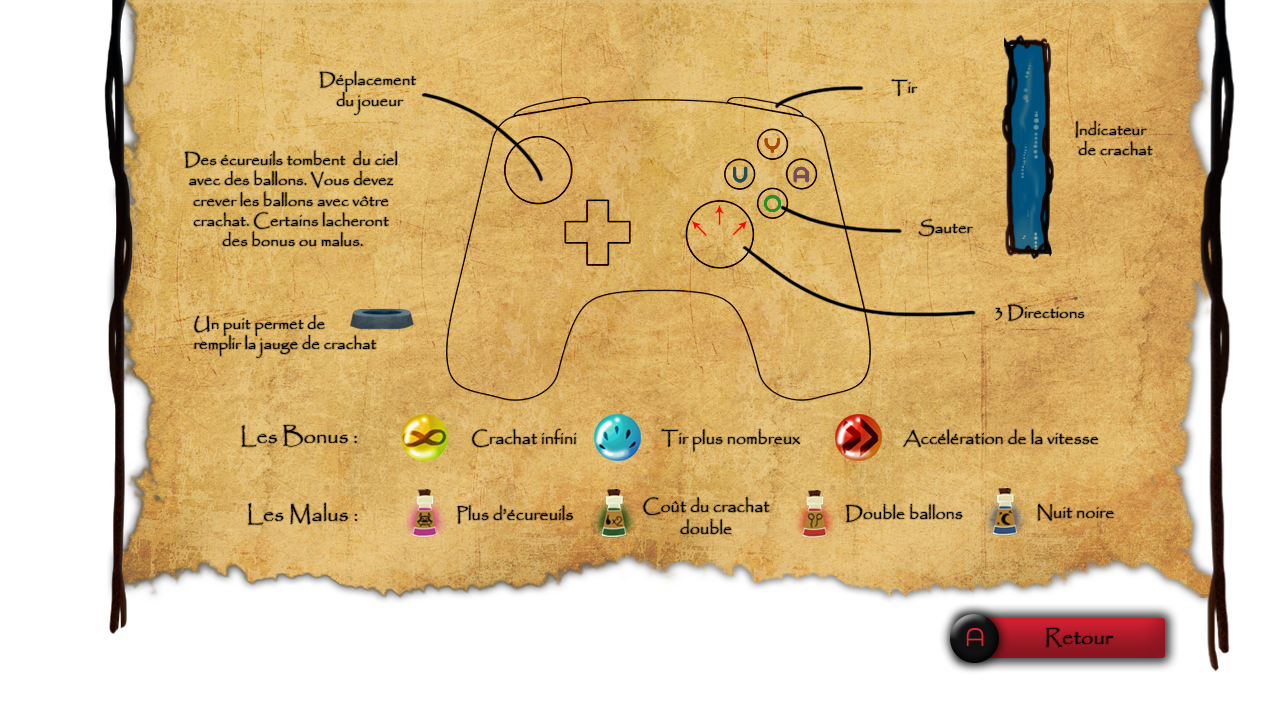 Déplacement
du joueur
Tir
Indicateur
de crachat
Des écureuils tombent du ciel
avec des ballons. Vous devez
crever les ballons avec vôtre
crachat. Certains lacheront
des bonus ou malus.
Y
U
A
O
Sauter
3 Directions
Un puit permet de
remplir la jauge de crachat
Les Bonus :
Crachat infini
Tir plus nombreux
Accélération de la vitesse
Les Malus :
Plus d'écureuils
x2
Coût du crachat
double
Double ballons
Nuit noire
A
Retour